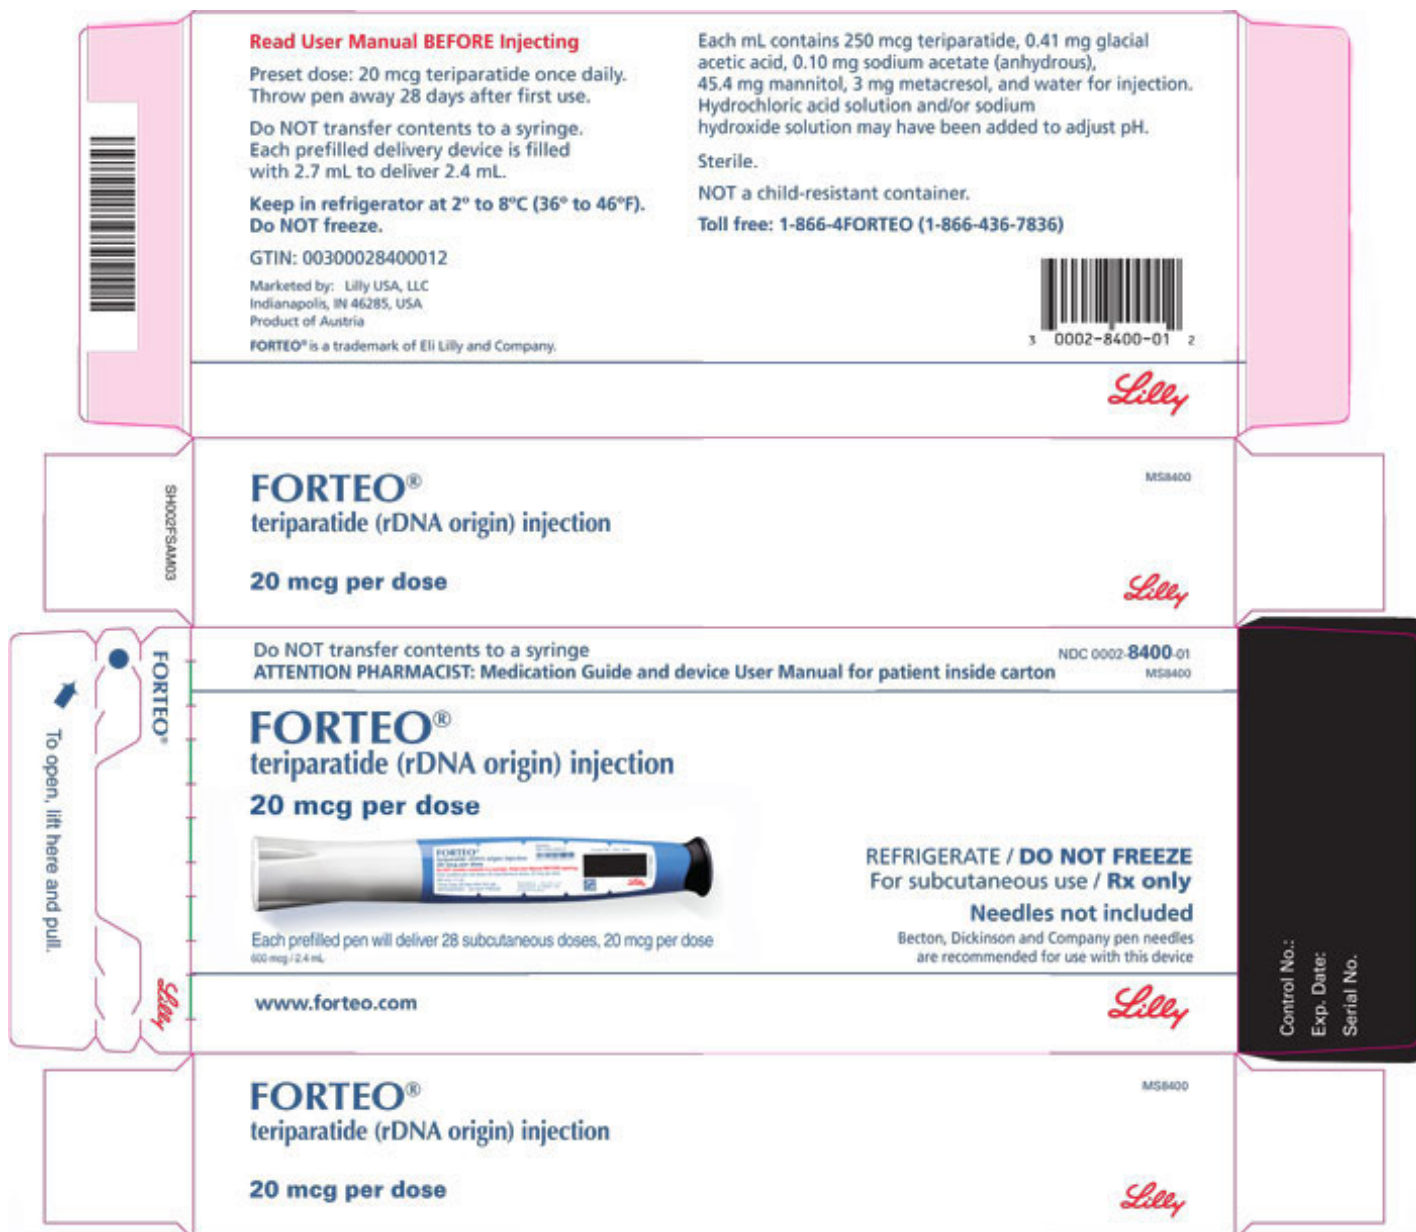 Read User Manual BEFORE Injecting
Preset dose: 20 mcg teriparatide once daily.
Throw pen away 28 days after first use.
Do NOT transfer contents to a syringe.
Each prefilled delivery device is filled
with 2.7 mL to deliver 2.4 mL.
Keep in refrigerator at 2º to 8ºC (36º to 46ºF).
Do NOT freeze.
GTIN: 00300028400012
Marketed by: Lilly USA, LLC
Indianapolis, IN 46285, USA
Product of Austria
FORTEO® is a trademark of Eli Lilly and Company.
Each mL contains 250 mcg teriparatide, 0.41 mg glacial
acetic acid, 0.10 mg sodium acetate (anhydrous),
45.4 mg mannitol, 3 mg metacresol, and water for injection.
Hydrochloric acid solution and/or sodium
hydroxide solution may have been added to adjust pH.
Sterile.
NOT a child-resistant container.
Toll free: 1-866-4FORTEO (1-866-436-7836)
3 0002-8400-01 2
Lilly
SH002FSAM03
FORTEO®
teriparatide (rDNA origin) injection
20 mcg per dose
MS8400
Lilly
To open, lift here and pull.
FORTEO®
Lilly
Do NOT transfer contents to a syringe
ATTENTION PHARMACIST: Medication Guide and device User Manual for patient inside carton
NDC 0002-8400-01
MS8400
FORTEO®
teriparatide (rDNA origin) injection
20 mcg per dose
FORTEO®
Each prefilled pen will deliver 28 subcutaneous doses, 20 mcg per dose
600 mcg / 2.4 mL
REFRIGERATE / DO NOT FREEZE
For subcutaneous use / Rx only
Needles not included
Becton, Dickinson and Company pen needles
are recommended for use with this device
www.forteo.com
Lilly
Control No.:
Exp. Date:
Serial No.
FORTEO®
teriparatide (rDNA origin) injection
20 mcg per dose
MS8400
Lilly